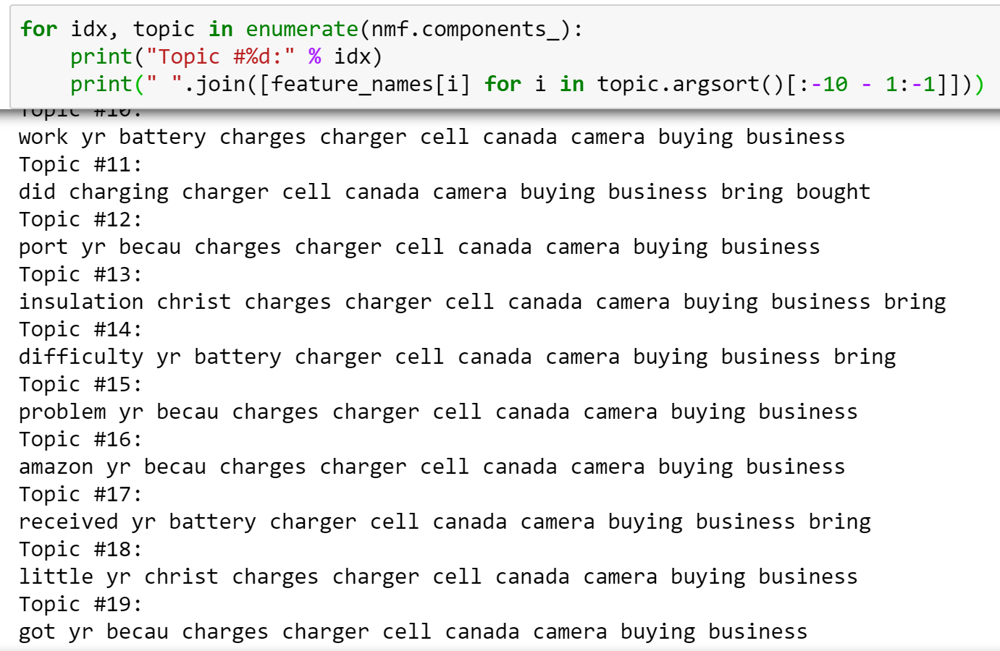 for idx, topic in enumerate(nmf.components_):
    print("Topic #%d:" % idx)
    print(" ".join([feature_names[i] for i in topic.argsort()[:-10 - 1:-1]]))
Topic #10:
work yr battery charges charger cell canada camera buying business
Topic #11:
did charging charger cell canada camera buying business bring bought
Topic #12:
port yr becau charges charger cell canada camera buying business
Topic #13:
insulation christ charges charger cell canada camera buying business bring
Topic #14:
difficulty yr battery charger cell canada camera buying business bring
Topic #15:
problem yr becau charges charger cell canada camera buying business
Topic #16:
amazon yr becau charges charger cell canada camera buying business
Topic #17:
received yr battery charger cell canada camera buying business bring
Topic #18:
little yr christ charges charger cell canada camera buying business
Topic #19:
got yr becau charges charger cell canada camera buying business